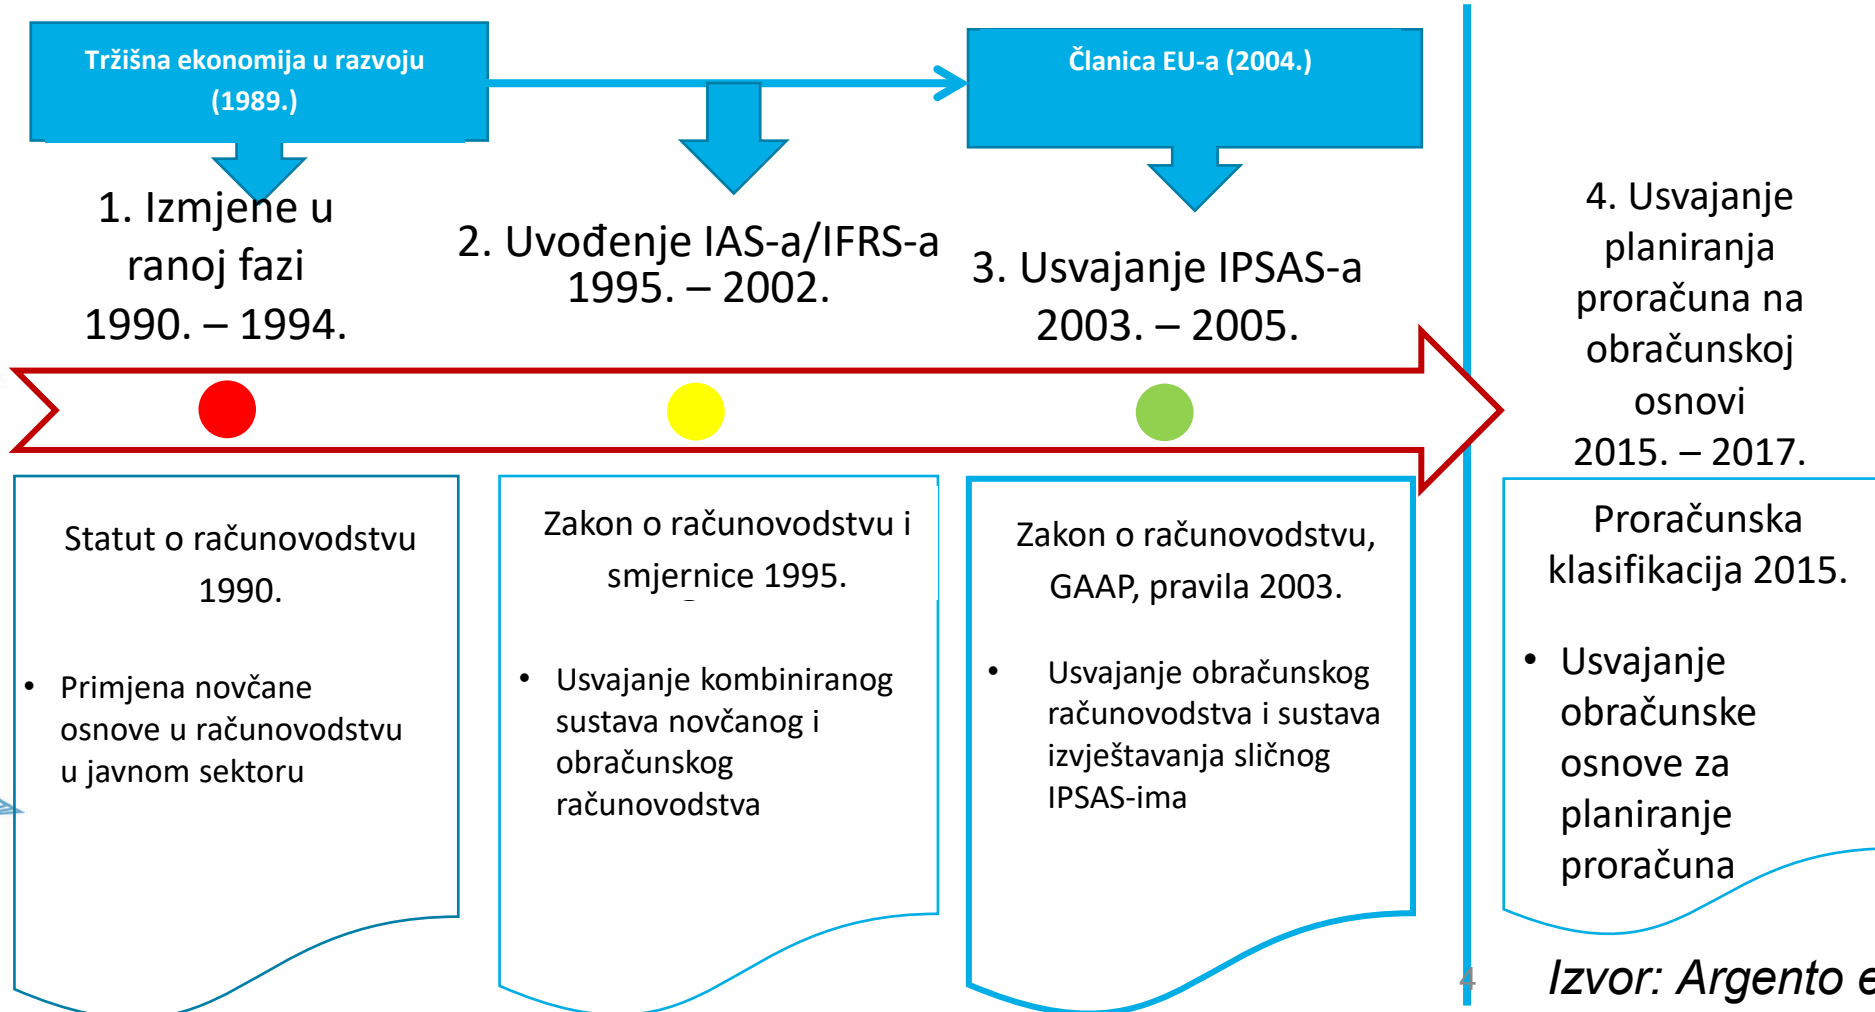 Tržišna ekonomija u razvoju
(1989.)
Članica EU-a (2004.)
1. Izmjene u
ranoj fazi
1990. – 1994.
2. Uvođenje IAS-a/IFRS-a
1995. – 2002.
3. Usvajanje IPSAS-a
2003. – 2005.
4. Usvajanje
planiranja
proračuna na
obračunskoj
osnovi
2015. – 2017.
Statut o računovodstvu
1990.
• Primjena novčane
osnove u računovodstvu
u javnom sektoru
Zakon o računovodstvu i
smjernice 1995.
• Usvajanje kombiniranog
sustava novčanog i
obračunskog
računovodstva
Zakon o računovodstvu,
GAAP, pravila 2003.
• Usvajanje obračunskog
računovodstva i sustava
izvještavanja sličnog
IPSAS-ima
Proračunska
klasifikacija 2015.
• Usvajanje
obračunske
osnove za
planiranje
proračuna
4
Izvor: Argento e